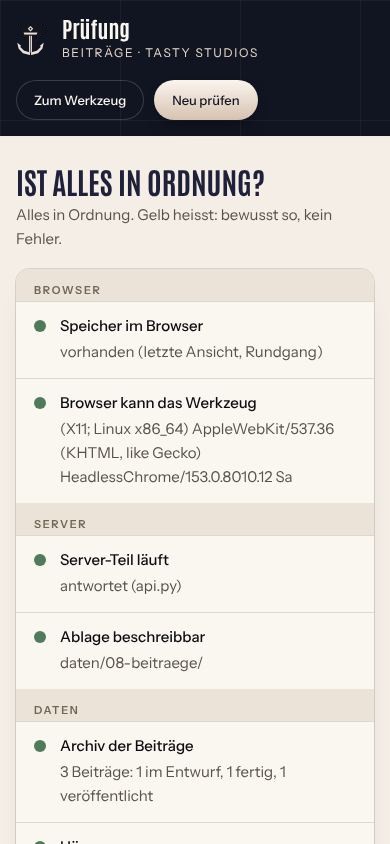 Prüfung
BEITRÄGE · TASTY STUDIOS
Zum Werkzeug
Neu prüfen
IST ALLES IN ORDNUNG?
Alles in Ordnung. Gelb heisst: bewusst so, kein
Fehler.
BROWSER
Speicher im Browser
vorhanden (letzte Ansicht, Rundgang)
Browser kann das Werkzeug
(X11; Linux x86_64) AppleWebKit/537.36
(KHTML, like Gecko)
HeadlessChrome/153.0.8010.12 Sa
SERVER
Server-Teil läuft
antwortet (api.py)
Ablage beschreibbar
daten/08-beitraege/
DATEN
Archiv der Beiträge
3 Beiträge: 1 im Entwurf, 1 fertig, 1
veröffentlicht